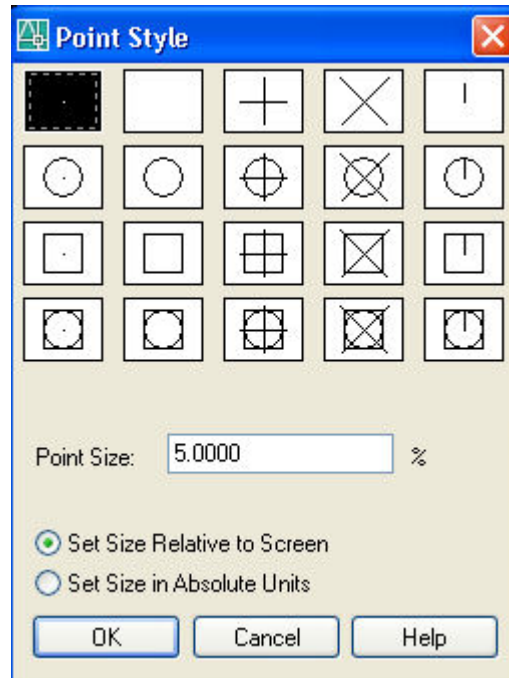 Point Style
Point Size: 5.0000 %
Set Size Relative to Screen
Set Size in Absolute Units
OK Cancel Help